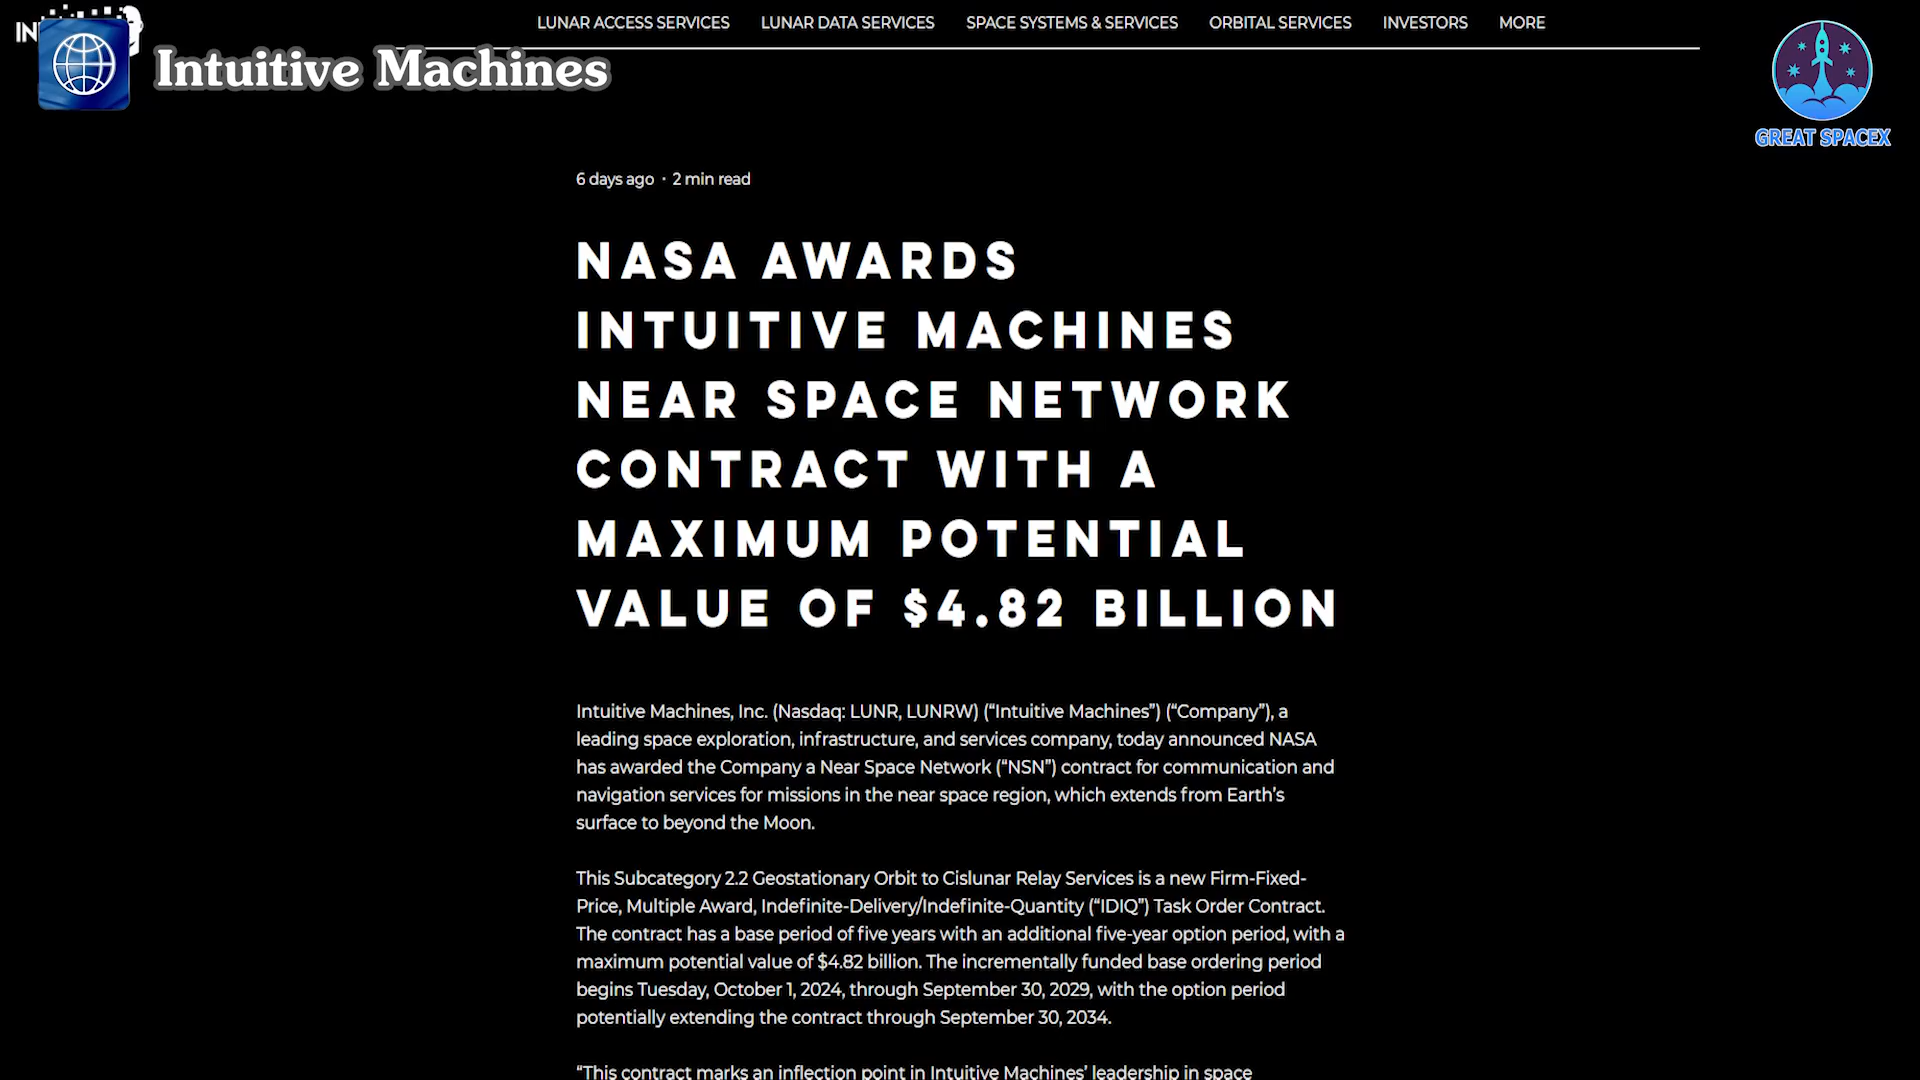 IN
LUNAR ACCESS SERVICES
LUNAR DATA SERVICES
SPACE SYSTEMS & SERVICES
ORBITAL SERVICES
INVESTORS
MORE
Intuitive Machines
GREAT SPACEX
6 days ago · 2 min read
NASA AWARDS
INTUITIVE MACHINES
NEAR SPACE NETWORK
CONTRACT WITH A
MAXIMUM POTENTIAL
VALUE OF $4.82 BILLION
Intuitive Machines, Inc. (Nasdaq: LUNR, LUNRW) (“Intuitive Machines”) (“Company”), a
leading space exploration, infrastructure, and services company, today announced NASA
has awarded the Company a Near Space Network (“NSN”) contract for communication and
navigation services for missions in the near space region, which extends from Earth’s
surface to beyond the Moon.
This Subcategory 2.2 Geostationary Orbit to Cislunar Relay Services is a new Firm-Fixed-
Price, Multiple Award, Indefinite-Delivery/Indefinite-Quantity (“IDIQ”) Task Order Contract.
The contract has a base period of five years with an additional five-year option period, with a
maximum potential value of $4.82 billion. The incrementally funded base ordering period
begins Tuesday, October 1, 2024, through September 30, 2029, with the option period
potentially extending the contract through September 30, 2034.
“This contract marks an inflection point in Intuitive Machines’ leadership in space